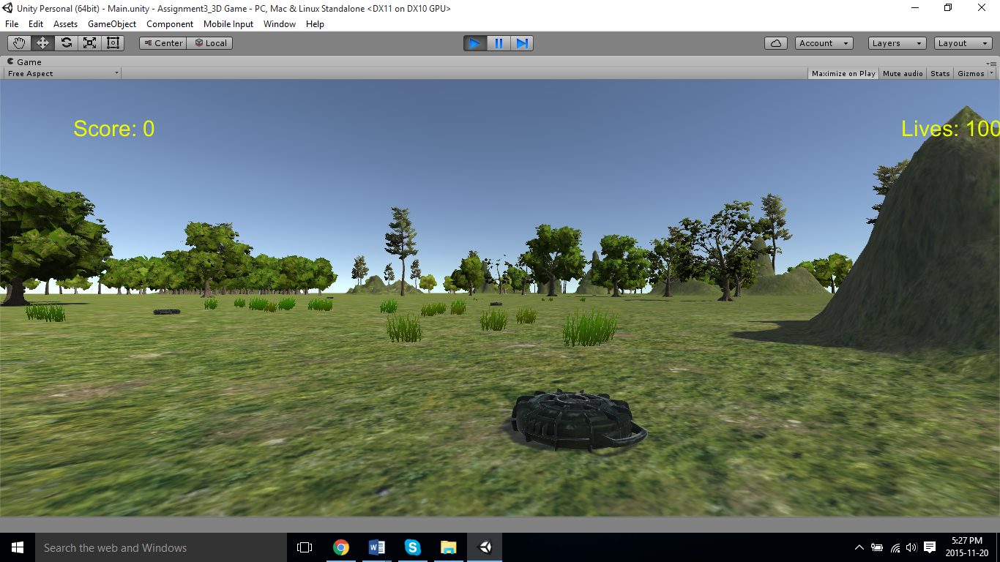 Unity Personal (64bit) - Main.unity - Assignment3_3D Game - PC, Mac & Linux Standalone <DX11 on DX10 GPU>
File Edit Assets GameObject Component Mobile Input Window Help
Center Local Account Layers Layout
Game
Free Aspect Maximize on Play Mute audio Stats Gizmos
Score: 0 Lives: 100
Search the web and Windows
5:27 PM
2015-11-20